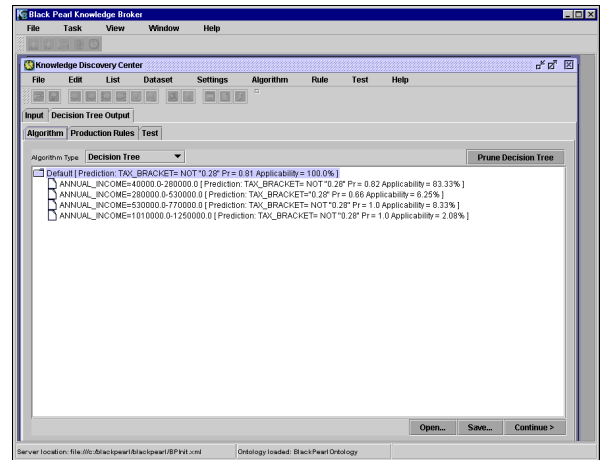 Black Pearl Knowledge Broker
File Task View Window Help
Knowledge Discovery Center
File Edit List Dataset Settings Algorithm Rule Test Help
Input Decision Tree Output
Algorithm Production Rules Test
Algorithm Type Decision Tree Prune Decision Tree
Default [ Prediction: TAX_BRACKET= NOT "0.28" Pr = 0.81 Applicability = 100.0% ]
ANNUAL_INCOME=40000.0-280000.0 [ Prediction: TAX_BRACKET= NOT "0.28" Pr = 0.82 Applicability = 83.33% ]
ANNUAL_INCOME=280000.0-530000.0 [ Prediction: TAX_BRACKET="0.28" Pr = 0.66 Applicability = 6.25% ]
ANNUAL_INCOME=530000.0-770000.0 [ Prediction: TAX_BRACKET= NOT "0.28" Pr = 1.0 Applicability = 8.33% ]
ANNUAL_INCOME=1010000.0-1250000.0 [ Prediction: TAX_BRACKET= NOT "0.28" Pr = 1.0 Applicability = 2.08% ]
Open... Save... Continue >
Server location: file:///c:/blackpearl/blackpearl/BPInit.xml Ontology loaded: BlackPearlOntology